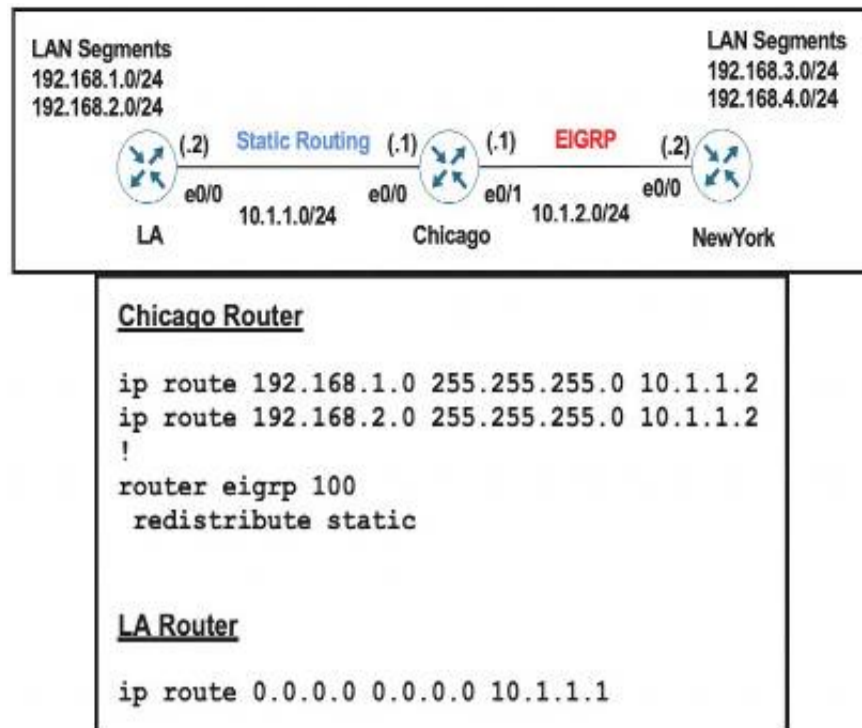 LAN Segments
192.168.1.0/24
192.168.2.0/24
LAN Segments
192.168.3.0/24
192.168.4.0/24
(.2) Static Routing (.1) (.1) EIGRP (.2)
e0/0 10.1.1.0/24 e0/0 e0/1 10.1.2.0/24 e0/0
LA Chicago NewYork
Chicago Router
ip route 192.168.1.0 255.255.255.0 10.1.1.2
ip route 192.168.2.0 255.255.255.0 10.1.1.2
!
router eigrp 100
redistribute static
LA Router
ip route 0.0.0.0 0.0.0.0 10.1.1.1